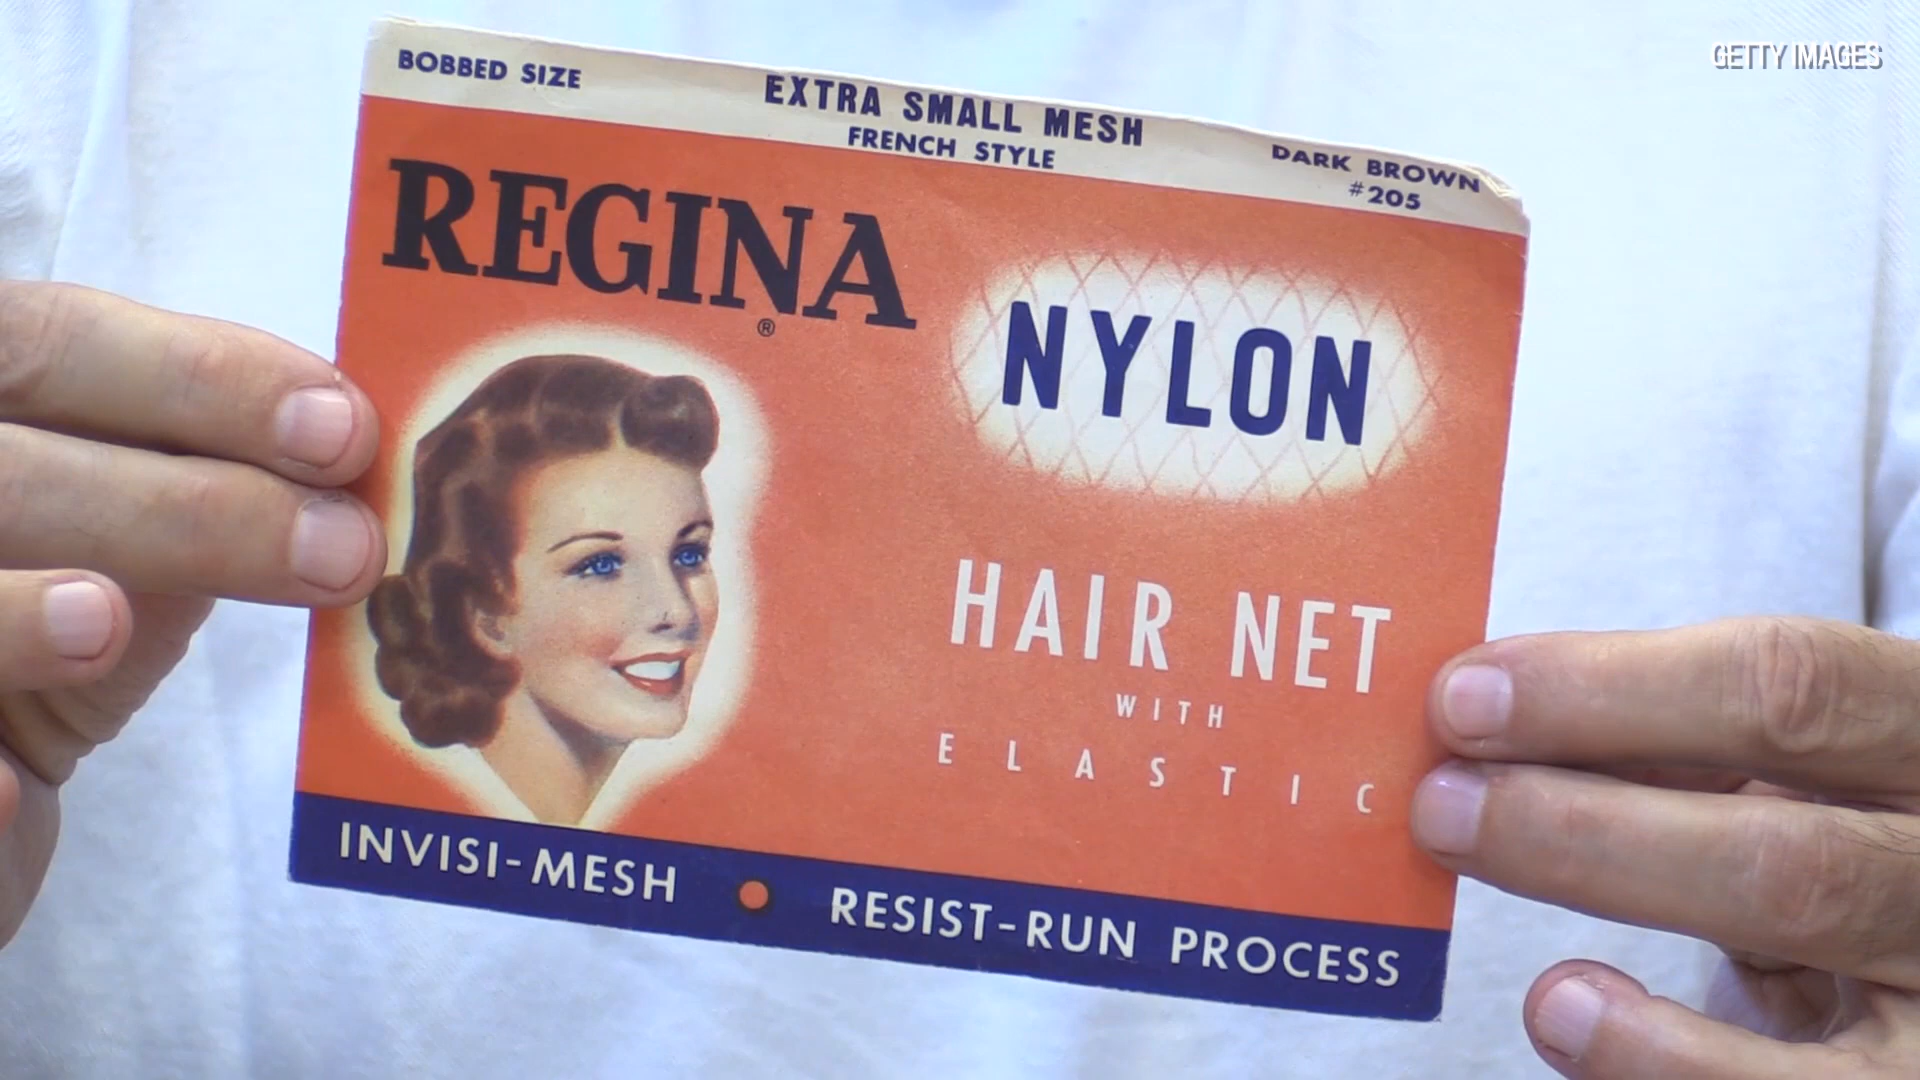 GETTY IMAGES
BOBBED SIZE
EXTRA SMALL MESH
FRENCH STYLE
DARK BROWN
#205
REGINA
®
NYLON
HAIR NET
WITH
ELASTIC
INVISI-MESH • RESIST-RUN PROCESS